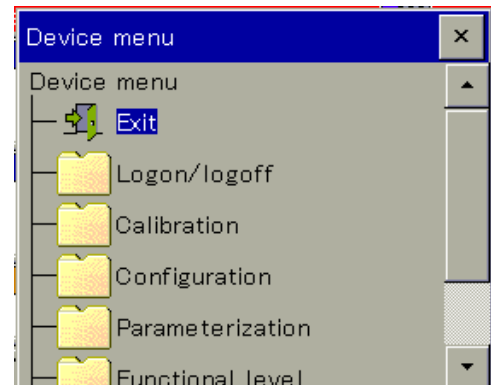 Device menu
Device menu
Exit
Logon/logoff
Calibration
Configuration
Parameterization
Functional level